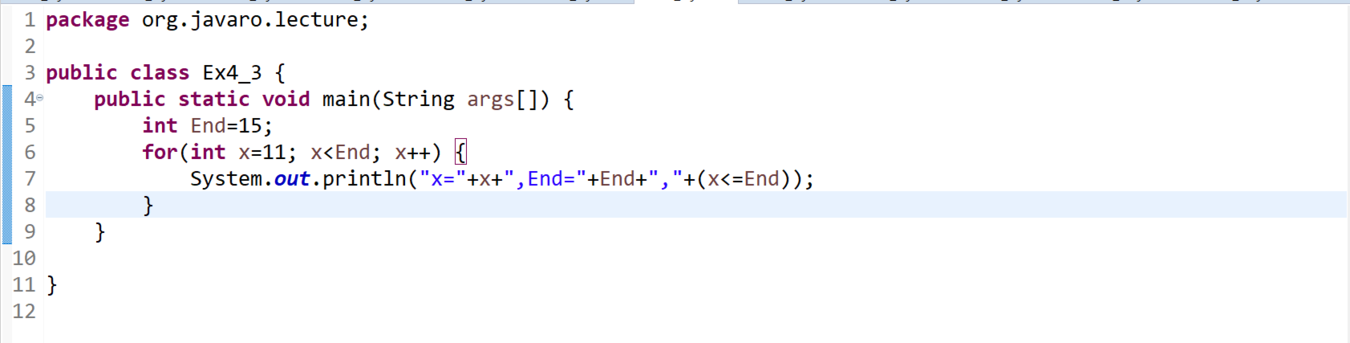 1 package org.javaro.lecture;
2
3 public class Ex4_3 {
4 public static void main(String args[]) {
5 int End=15;
6 for(int x=11; x<End; x++) {
7 System.out.println("x="+x+",End="+End+","+(x<=End));
8 }
9 }
10
11 }
12